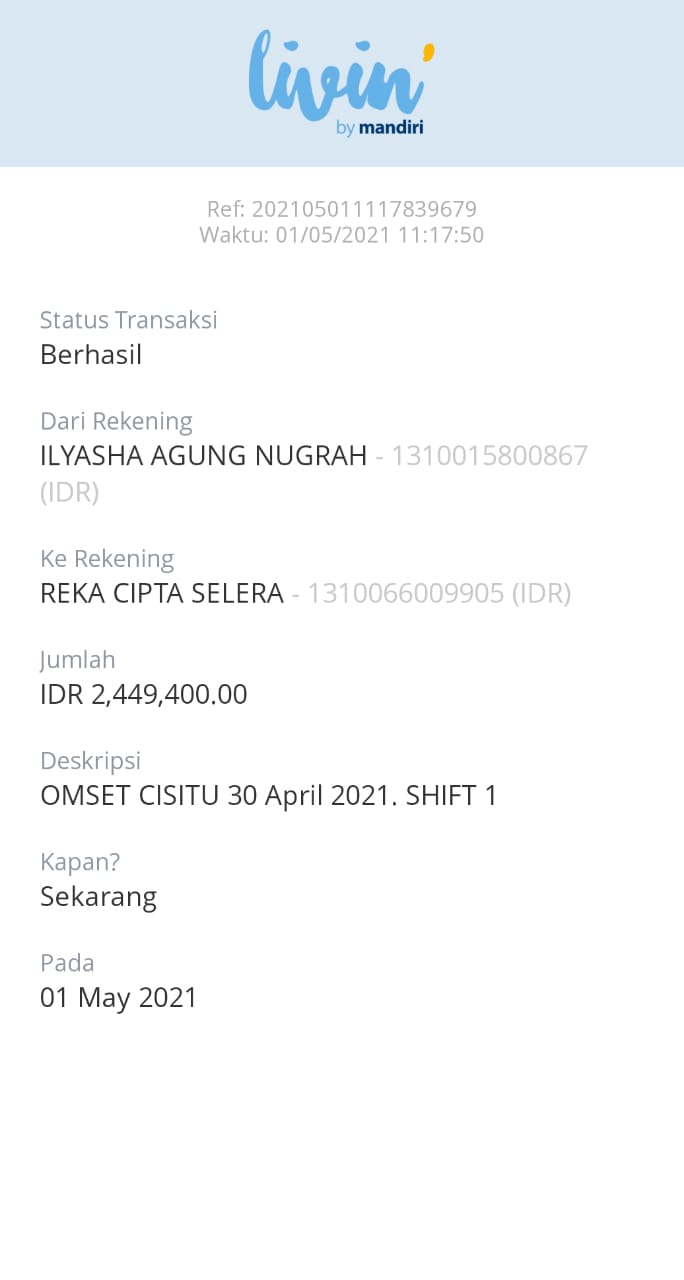 livin'
by mandiri
Ref: 202105011117839679
Waktu: 01/05/2021 11:17:50
Status Transaksi
Berhasil
Dari Rekening
ILYASHA AGUNG NUGRAH - 1310015800867
(IDR)
Ke Rekening
REKA CIPTA SELERA - 1310066009905 (IDR)
Jumlah
IDR 2,449,400.00
Deskripsi
OMSET CISITU 30 April 2021. SHIFT 1
Kapan?
Sekarang
Pada
01 May 2021